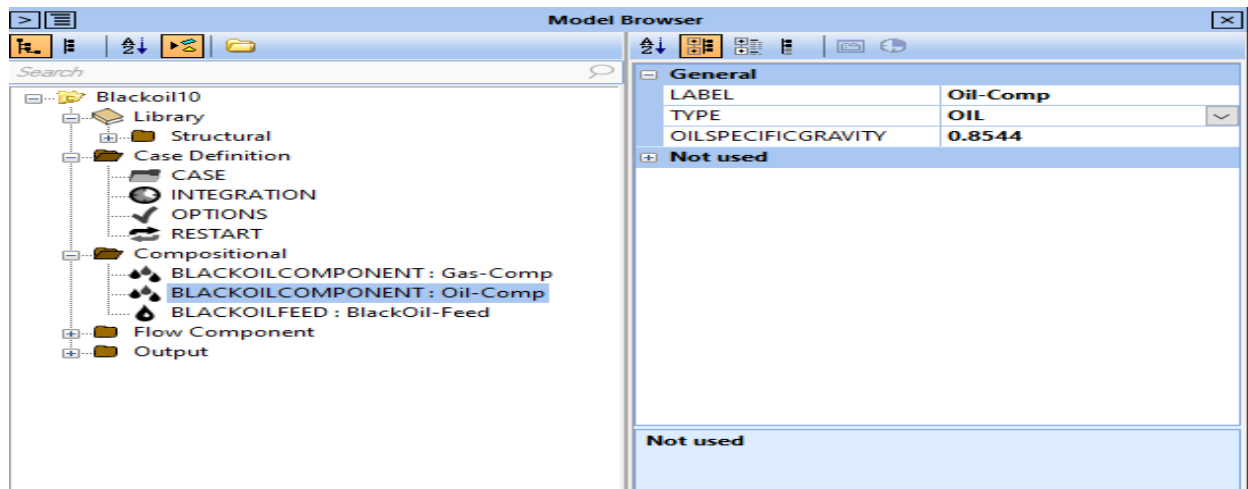 Model Browser
Search
Blackoil10
Library
Structural
Case Definition
CASE
INTEGRATION
OPTIONS
RESTART
Compositional
BLACKOILCOMPONENT : Gas-Comp
BLACKOILCOMPONENT : Oil-Comp
BLACKOILFEED : BlackOil-Feed
Flow Component
Output
General
LABEL Oil-Comp
TYPE OIL
OILSPECIFICGRAVITY 0.8544
Not used
Not used